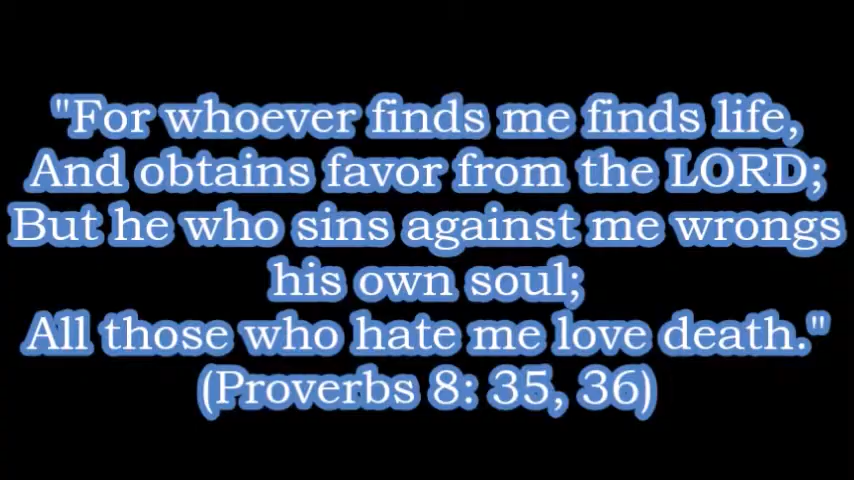 "For whoever finds me finds life,
And obtains favor from the LORD;
But he who sins against me wrongs
his own soul;
All those who hate me love death."
(Proverbs 8: 35, 36)